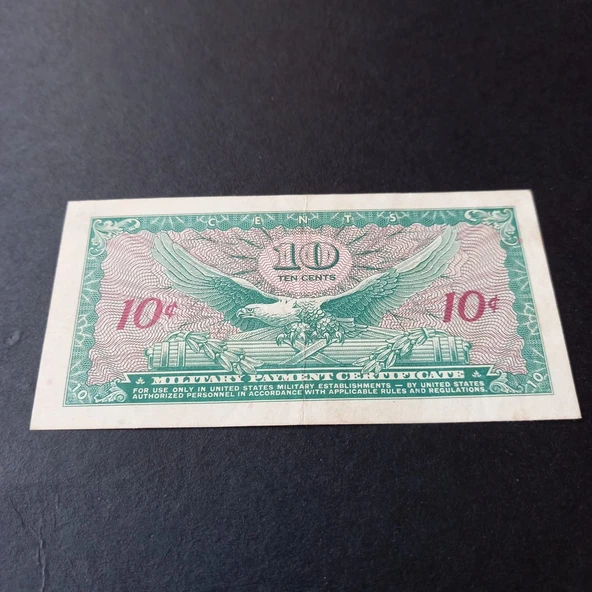 CENTS
10
TEN CENTS
10¢ 10¢
MILITARY PAYMENT CERTIFICATE
FOR USE ONLY IN UNITED STATES MILITARY ESTABLISHMENTS — BY UNITED STATES
AUTHORIZED PERSONNEL IN ACCORDANCE WITH APPLICABLE RULES AND REGULATIONS.
10 10